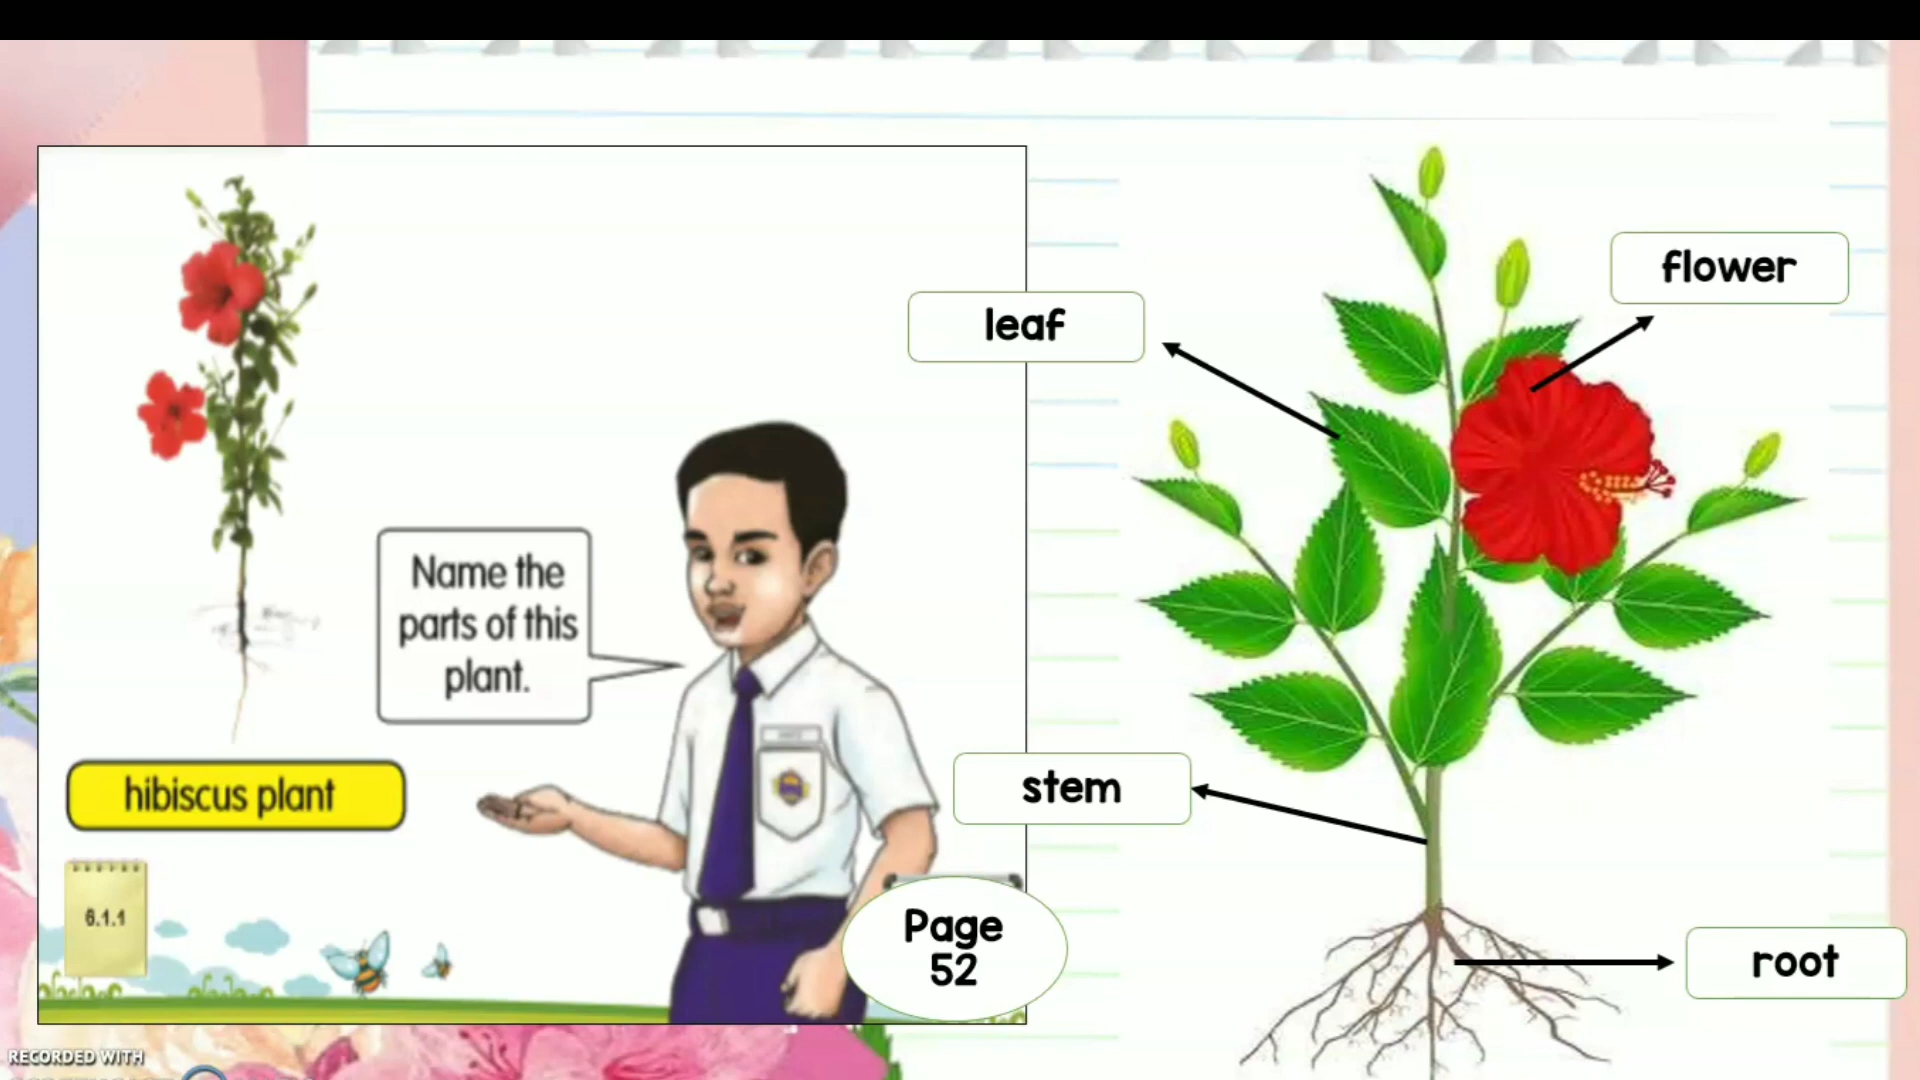 flower
leaf
Name the
parts of this
plant.
hibiscus plant
stem
6.1.1
Page
52
root
RECORDED WITH